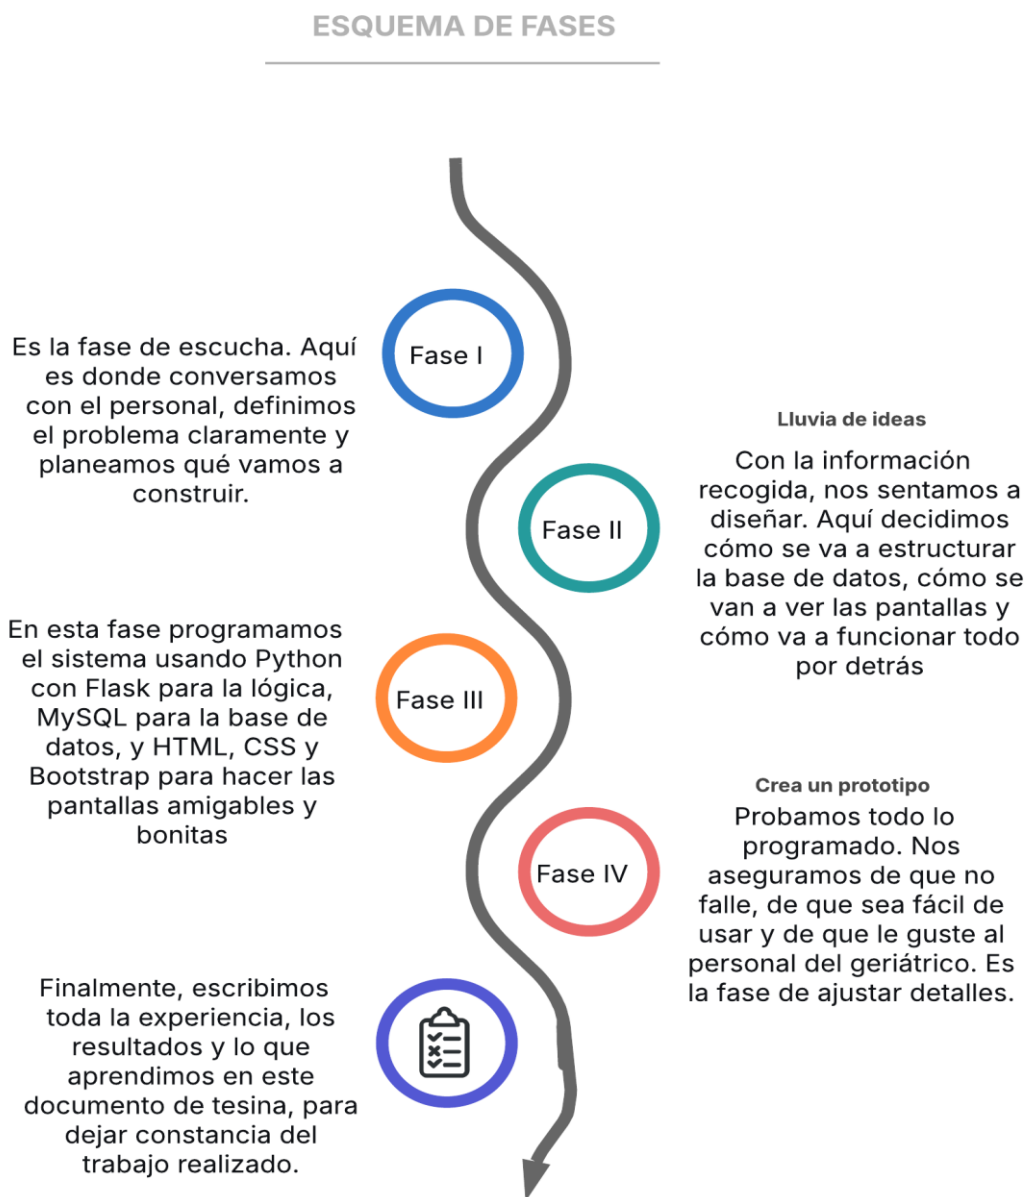 ESQUEMA DE FASES
Fase I
Es la fase de escucha. Aquí
es donde conversamos
con el personal, definimos
el problema claramente y
planeamos qué vamos a
construir.
Fase II
Lluvia de ideas
Con la información
recogida, nos sentamos a
diseñar. Aquí decidimos
cómo se va a estructurar
la base de datos, cómo se
van a ver las pantallas y
cómo va a funcionar todo
por detrás
Fase III
En esta fase programamos
el sistema usando Python
con Flask para la lógica,
MySQL para la base de
datos, y HTML, CSS y
Bootstrap para hacer las
pantallas amigables y
bonitas
Fase IV
Crea un prototipo
Probamos todo lo
programado. Nos
aseguramos de que no
falle, de que sea fácil de
usar y de que le guste al
personal del geriátrico. Es
la fase de ajustar detalles.
Finalmente, escribimos
toda la experiencia, los
resultados y lo que
aprendimos en este
documento de tesina, para
dejar constancia del
trabajo realizado.